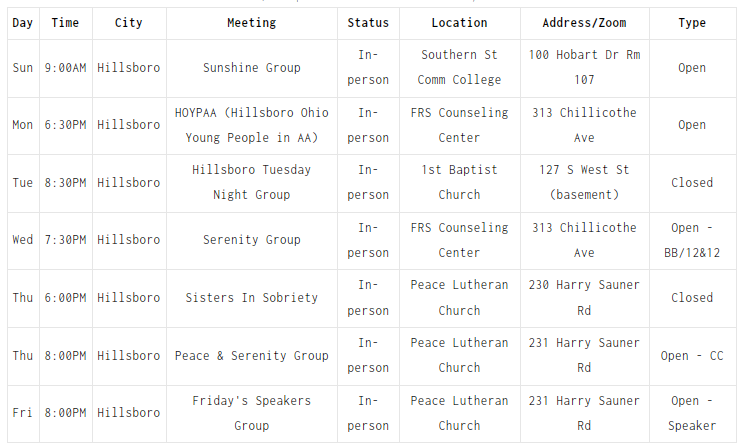 Day Time City Meeting Status Location Address/Zoom Type
Sun 9:00AM Hillsboro Sunshine Group In-person Southern St Comm College 100 Hobart Dr Rm 107 Open
Mon 6:30PM Hillsboro HOYPAA (Hillsboro Ohio Young People in AA) In-person FRS Counseling Center 313 Chillicothe Ave Open
Tue 8:30PM Hillsboro Hillsboro Tuesday Night Group In-person 1st Baptist Church 127 S West St (basement) Closed
Wed 7:30PM Hillsboro Serenity Group In-person FRS Counseling Center 313 Chillicothe Ave Open - BB/12&12
Thu 6:00PM Hillsboro Sisters In Sobriety In-person Peace Lutheran Church 230 Harry Sauner Rd Closed
Thu 8:00PM Hillsboro Peace & Serenity Group In-person Peace Lutheran Church 231 Harry Sauner Rd Open - CC
Fri 8:00PM Hillsboro Friday's Speakers Group In-person Peace Lutheran Church 231 Harry Sauner Rd Open - Speaker